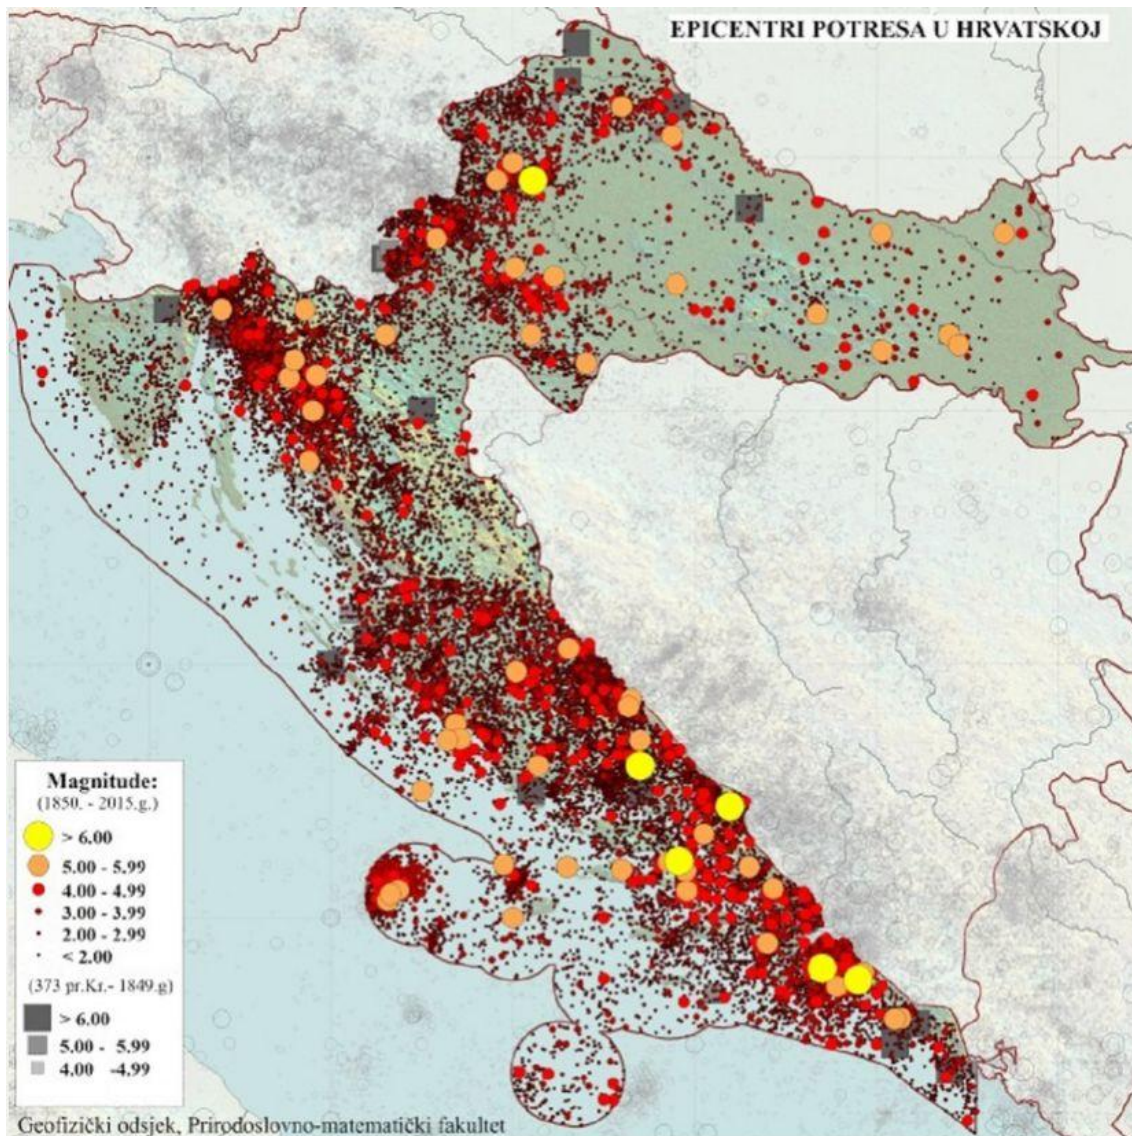 EPICENTRI POTRESA U HRVATSKOJ
Magnitude:
(1850. - 2015.g.)
> 6.00
5.00 - 5.99
4.00 - 4.99
3.00 - 3.99
2.00 - 2.99
< 2.00
(373 pr.Kr.- 1849.g)
> 6.00
5.00 - 5.99
4.00 -4.99
Geofizički odsjek, Prirodoslovno-matematički fakultet